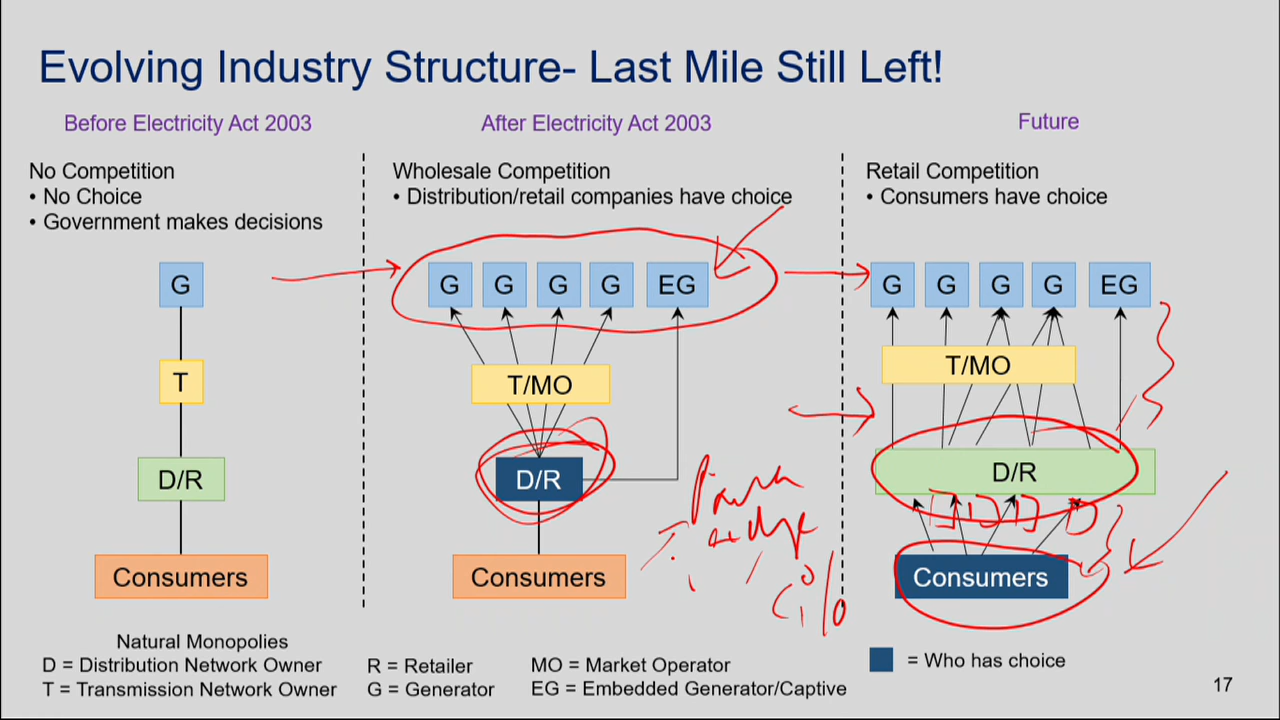 Evolving Industry Structure- Last Mile Still Left!
Before Electricity Act 2003
No Competition
• No Choice
• Government makes decisions
G
T
D/R
Consumers
After Electricity Act 2003
Wholesale Competition
• Distribution/retail companies have choice
G G G G EG
T/MO
D/R
Consumers
Future
Retail Competition
• Consumers have choice
G G G G EG
T/MO
D/R
D D D D
Consumers
Natural Monopolies
D = Distribution Network Owner
T = Transmission Network Owner
R = Retailer
G = Generator
MO = Market Operator
EG = Embedded Generator/Captive
= Who has choice
17